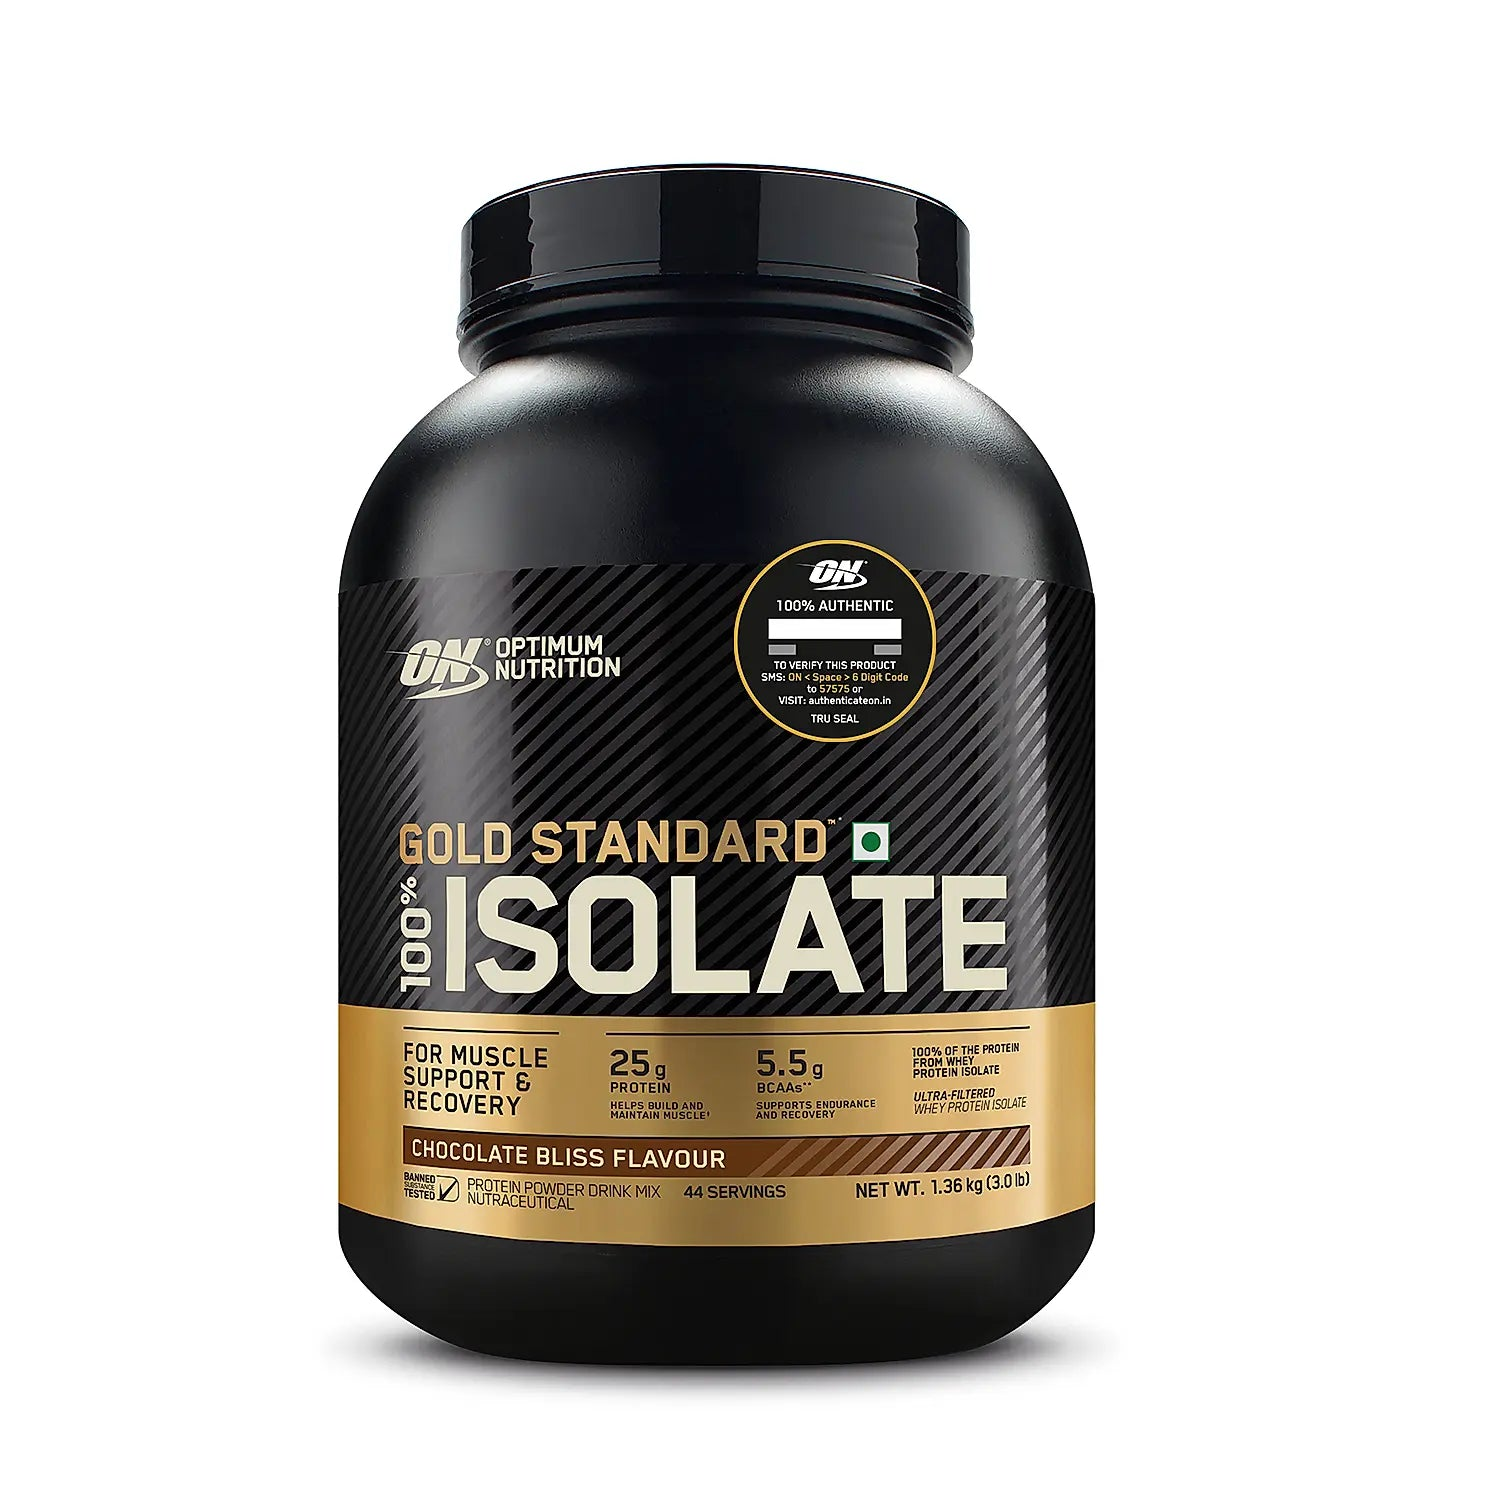 ON
100% AUTHENTIC
TO VERIFY THIS PRODUCT
SMS: ON < Space > 6 Digit Code
to 57575 or
VISIT: authenticateon.in
TRU SEAL
ON® OPTIMUM
NUTRITION
GOLD STANDARD™*
100% ISOLATE
FOR MUSCLE
SUPPORT &
RECOVERY
25g
PROTEIN
HELPS BUILD AND
MAINTAIN MUSCLE†
5.5g
BCAAs**
SUPPORTS ENDURANCE
AND RECOVERY
100% OF THE PROTEIN
FROM WHEY
PROTEIN ISOLATE
ULTRA-FILTERED
WHEY PROTEIN ISOLATE
CHOCOLATE BLISS FLAVOUR
BANNED
SUBSTANCE
TESTED
PROTEIN POWDER DRINK MIX
NUTRACEUTICAL
44 SERVINGS
NET WT. 1.36 kg (3.0 lb)